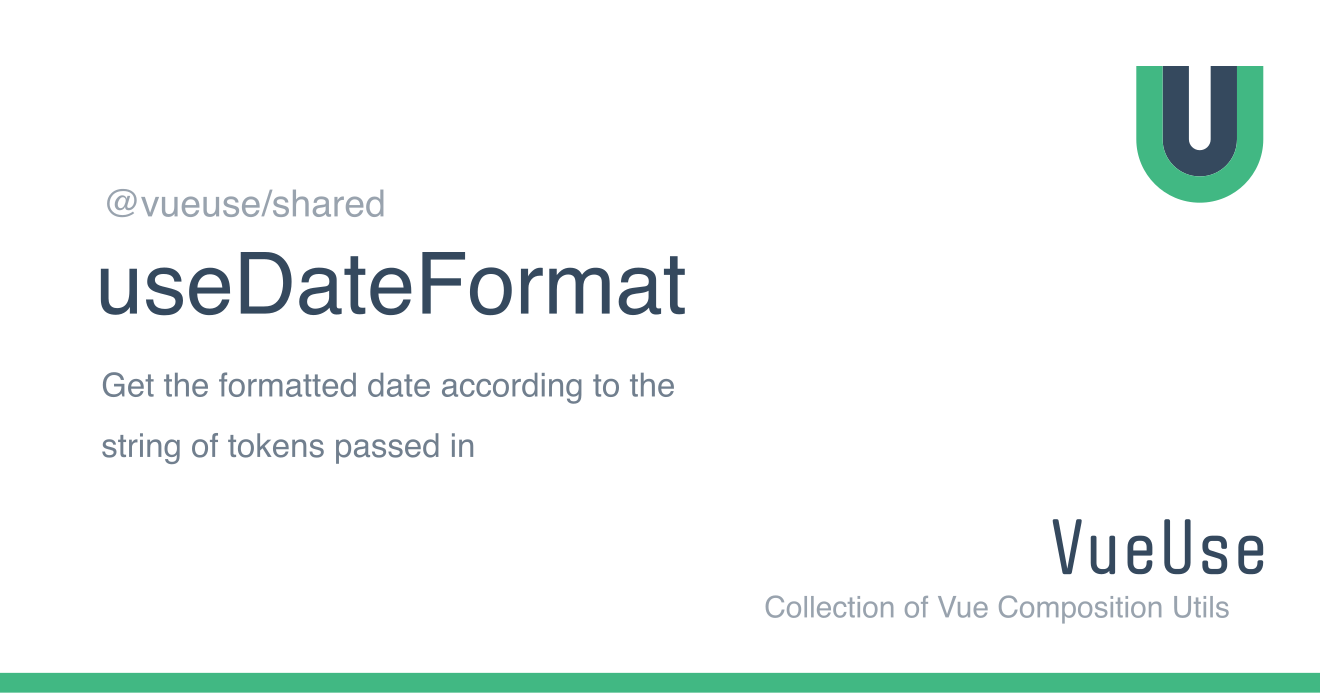 @vueuse/shared
useDateFormat
Get the formatted date according to the
string of tokens passed in
VueUse
Collection of Vue Composition Utils